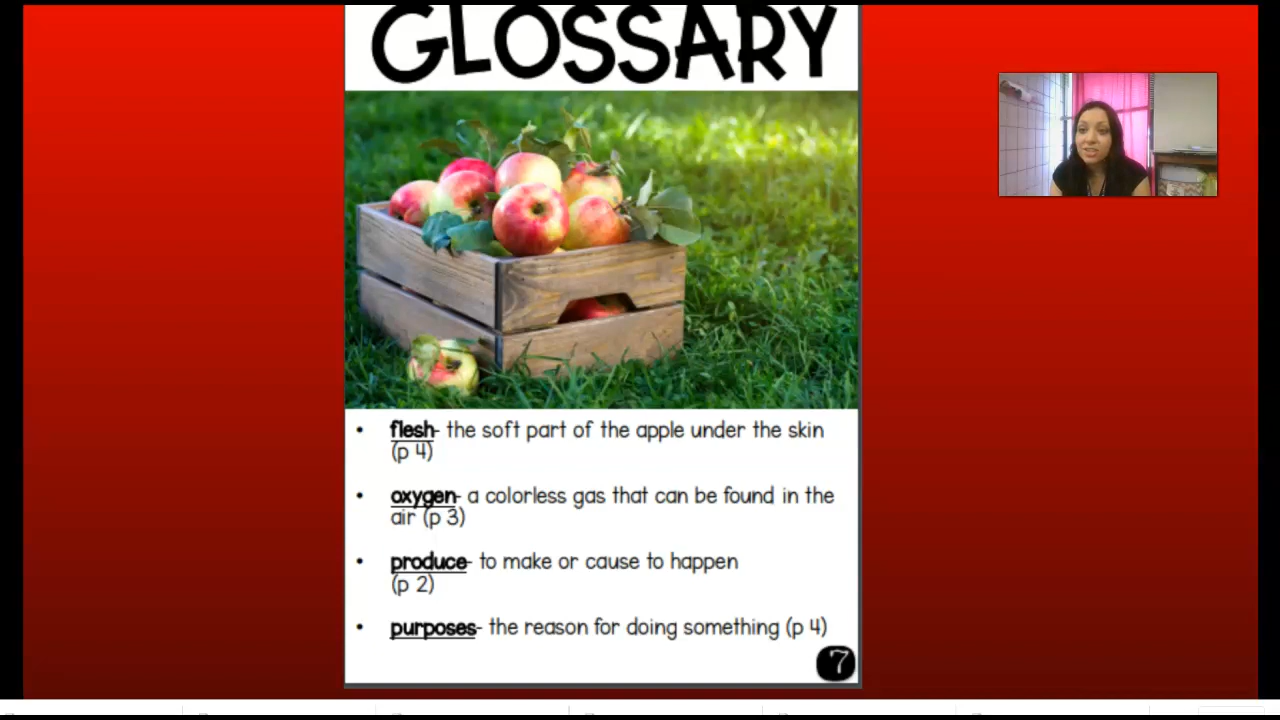 GLOSSARY
• flesh- the soft part of the apple under the skin
(p 4)
• oxygen- a colorless gas that can be found in the
air (p 3)
• produce- to make or cause to happen
(p 2)
• purposes- the reason for doing something (p 4)
7